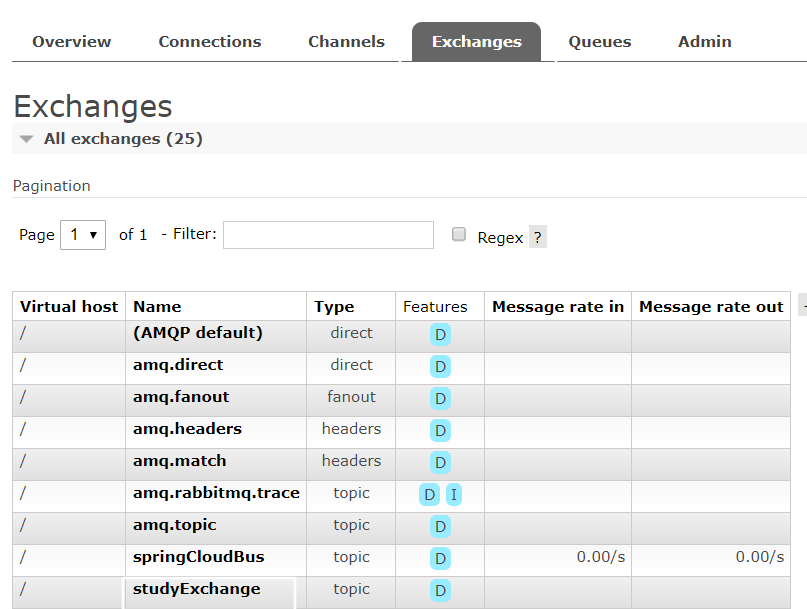 Overview Connections Channels Exchanges Queues Admin
Exchanges
All exchanges (25)
Pagination
Page 1 of 1 - Filter: Regex ?
Virtual host Name Type Features Message rate in Message rate out
/ (AMQP default) direct D
/ amq.direct direct D
/ amq.fanout fanout D
/ amq.headers headers D
/ amq.match headers D
/ amq.rabbitmq.trace topic D I
/ amq.topic topic D
/ springCloudBus topic D 0.00/s 0.00/s
/ studyExchange topic D